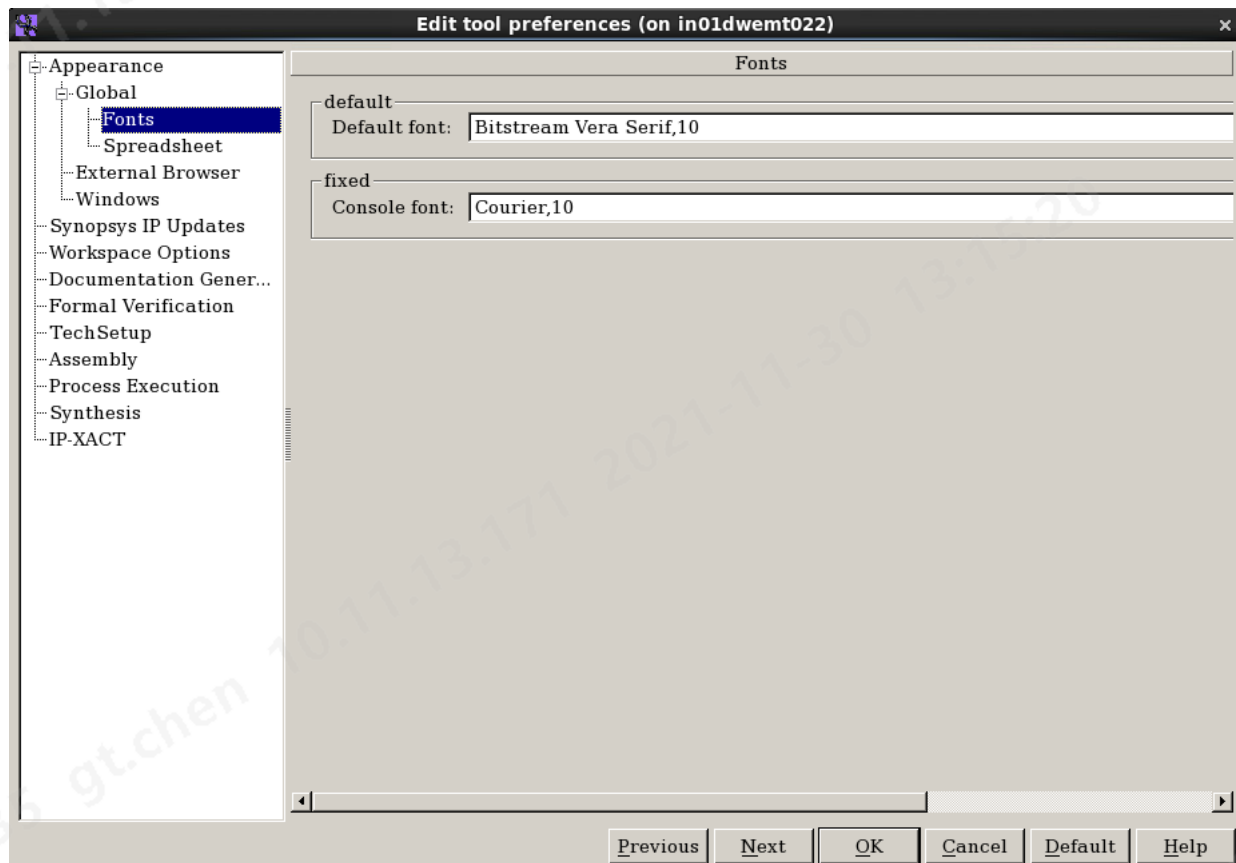 Edit tool preferences (on in01dwemt022)
Appearance
Global
Fonts
Spreadsheet
External Browser
Windows
Synopsys IP Updates
Workspace Options
Documentation Gener...
Formal Verification
TechSetup
Assembly
Process Execution
Synthesis
IP-XACT
Fonts
default
Default font: Bitstream Vera Serif,10
fixed
Console font: Courier,10
gt.chen 10.11.13.171 2021-11-30 13:15:20
Previous Next OK Cancel Default Help